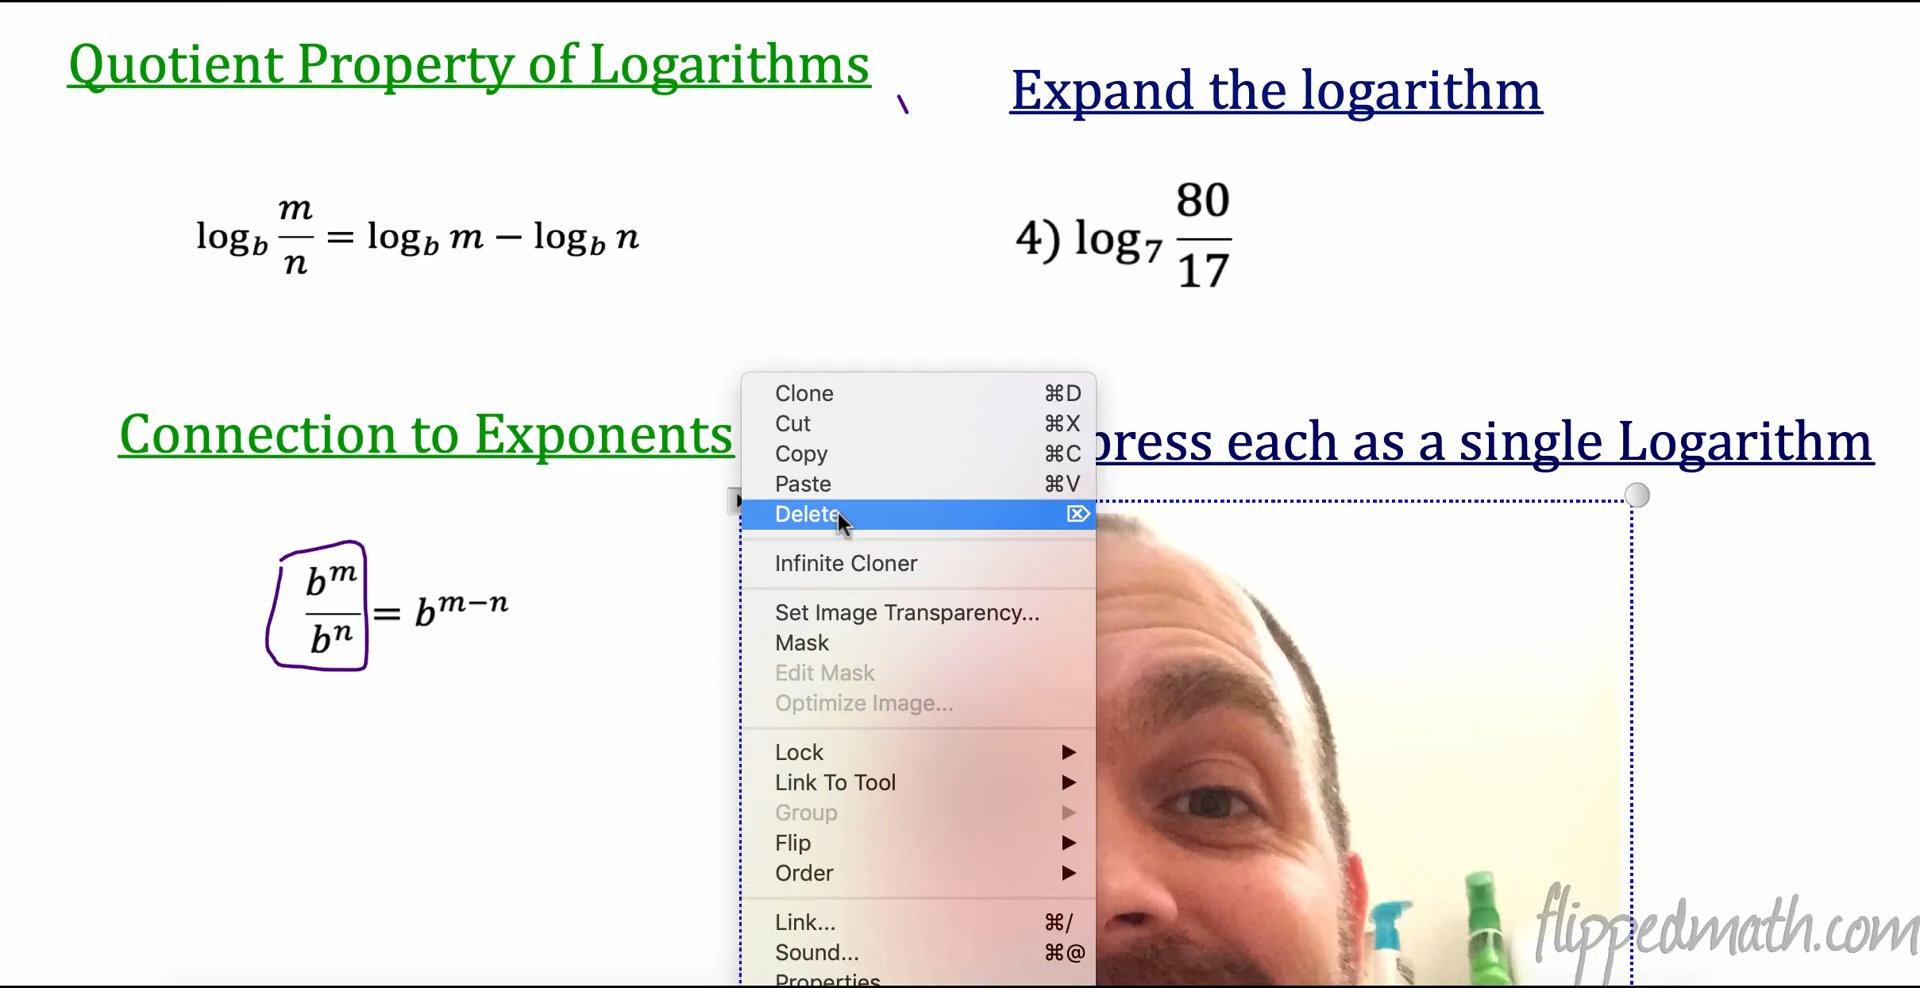 Quotient Property of Logarithms
Expand the logarithm
log_b m/n = log_b m − log_b n
4) log_7 80/17
Connection to Exponents
press each as a single Logarithm
b^m/b^n = b^(m−n)
Clone ⌘D
Cut ⌘X
Copy ⌘C
Paste ⌘V
Delete ⌦
Infinite Cloner
Set Image Transparency...
Mask
Edit Mask
Optimize Image...
Lock ▶
Link To Tool ▶
Group ▶
Flip ▶
Order ▶
Link... ⌘/
Sound... ⌘@
Properties
flippedmath.com